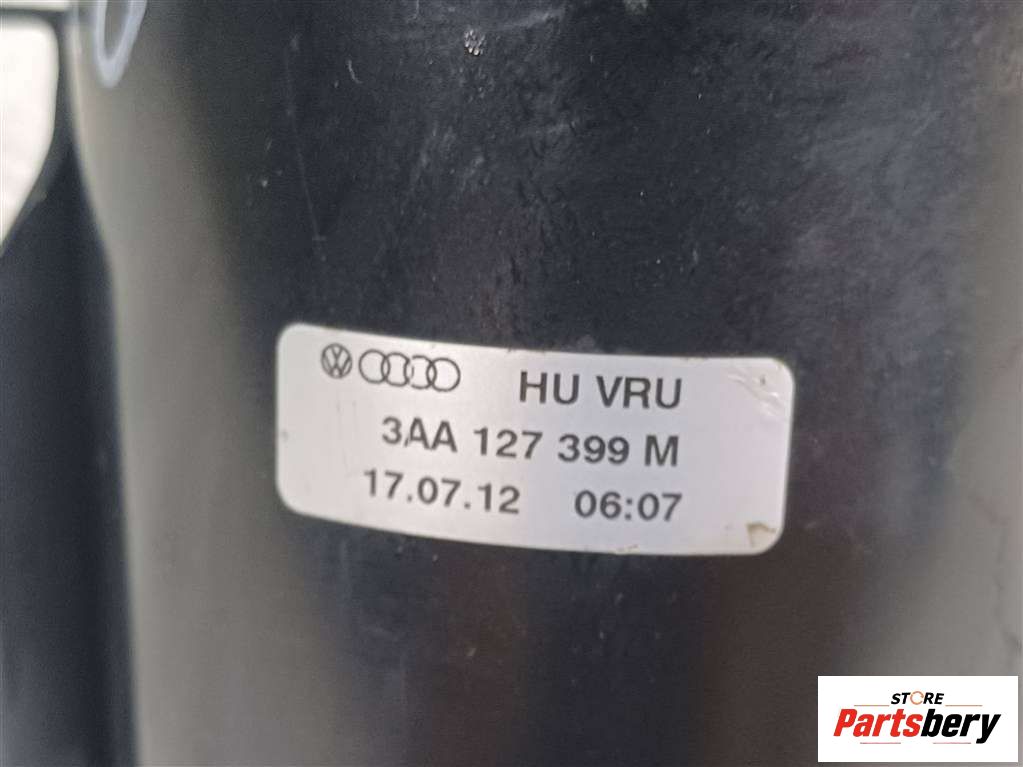 HU VRU
3AA 127 399 M
17.07.12 06:07
STORE
Partsbery